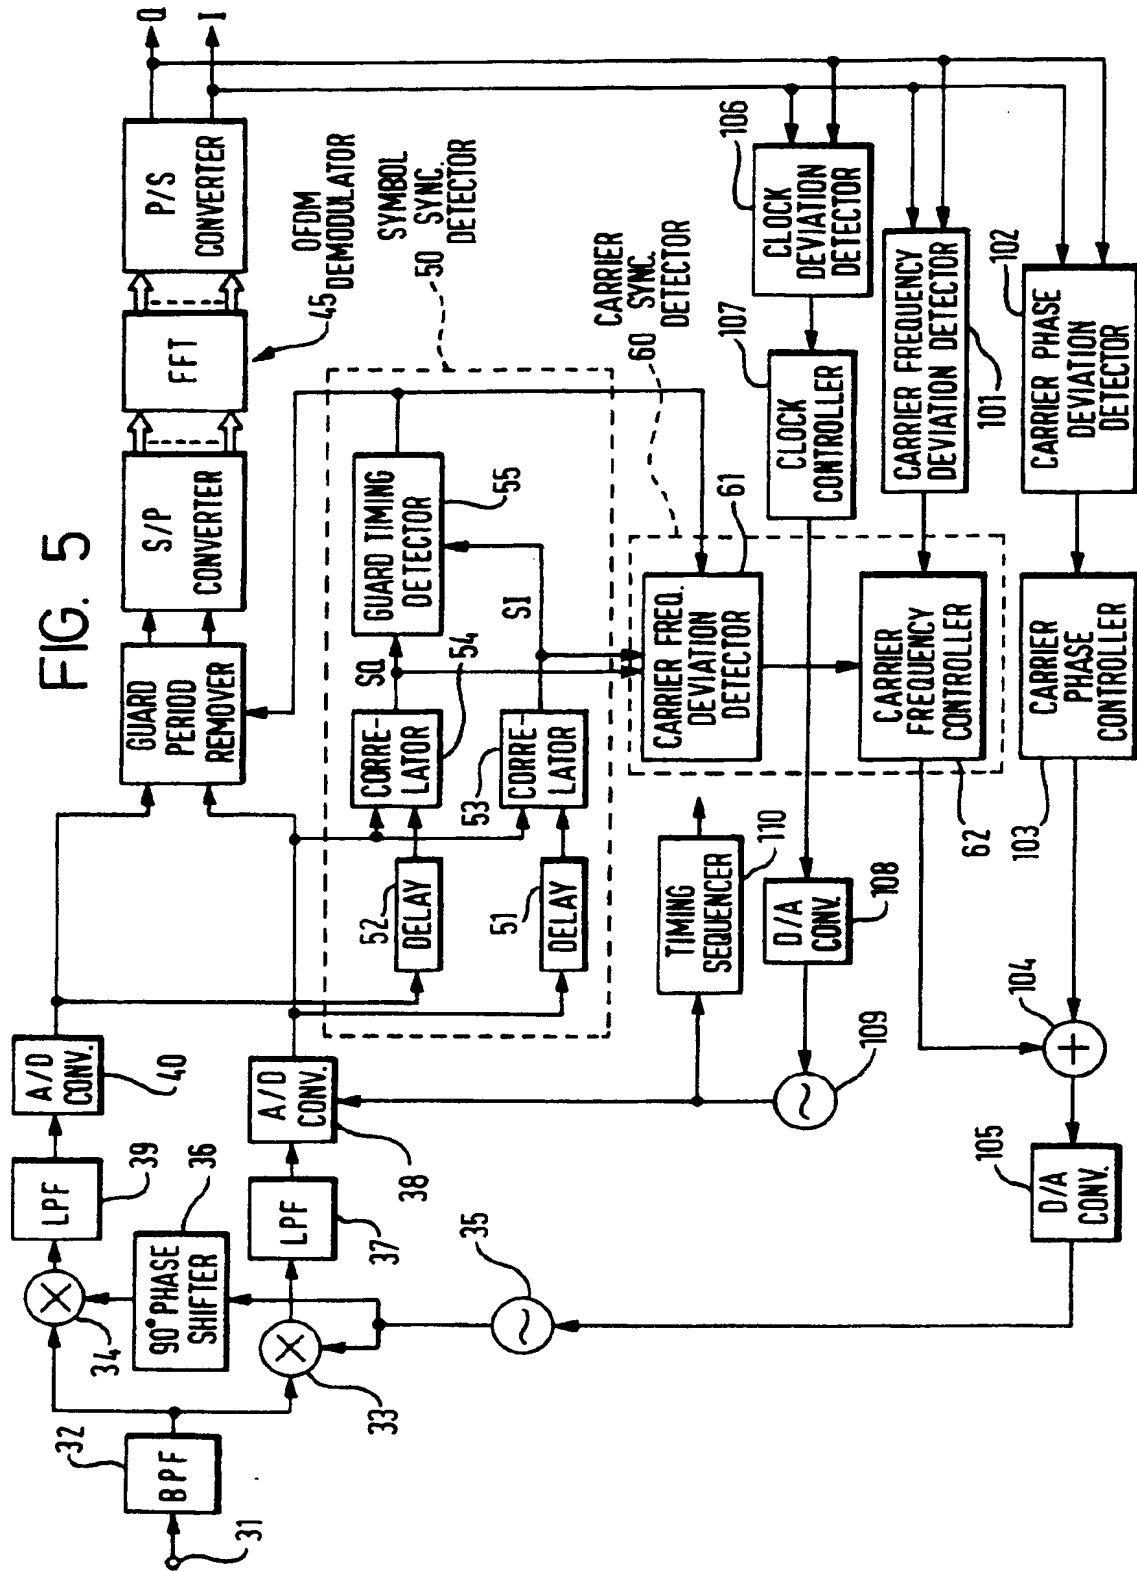 FIG. 5
Q
I
P/S
CONVERTER
FFT
45
OFDM
DEMODULATOR
S/P
CONVERTER
GUARD
PERIOD
REMOVER
SYMBOL
SYNC.
DETECTOR
50
GUARD TIMING
DETECTOR
55
SQ
SI
CORRE-
LATOR
54
CORRE-
LATOR
53
52
DELAY
51
DELAY
A/D
CONV.
40
A/D
CONV.
38
LPF
39
LPF
37
90° PHASE
SHIFTER
36
34
33
35
32
BPF
31
CARRIER
SYNC.
DETECTOR
60
CARRIER FREQ.
DEVIATION
DETECTOR
61
CARRIER
FREQUENCY
CONTROLLER
62
106
CLOCK
DEVIATION
DETECTOR
107
CLOCK
CONTROLLER
CARRIER FREQUENCY
DEVIATION DETECTOR
101
102
CARRIER PHASE
DEVIATION
DETECTOR
CARRIER
PHASE
CONTROLLER
103
TIMING
SEQUENCER
110
D/A
CONV.
108
109
104
105
D/A
CONV.